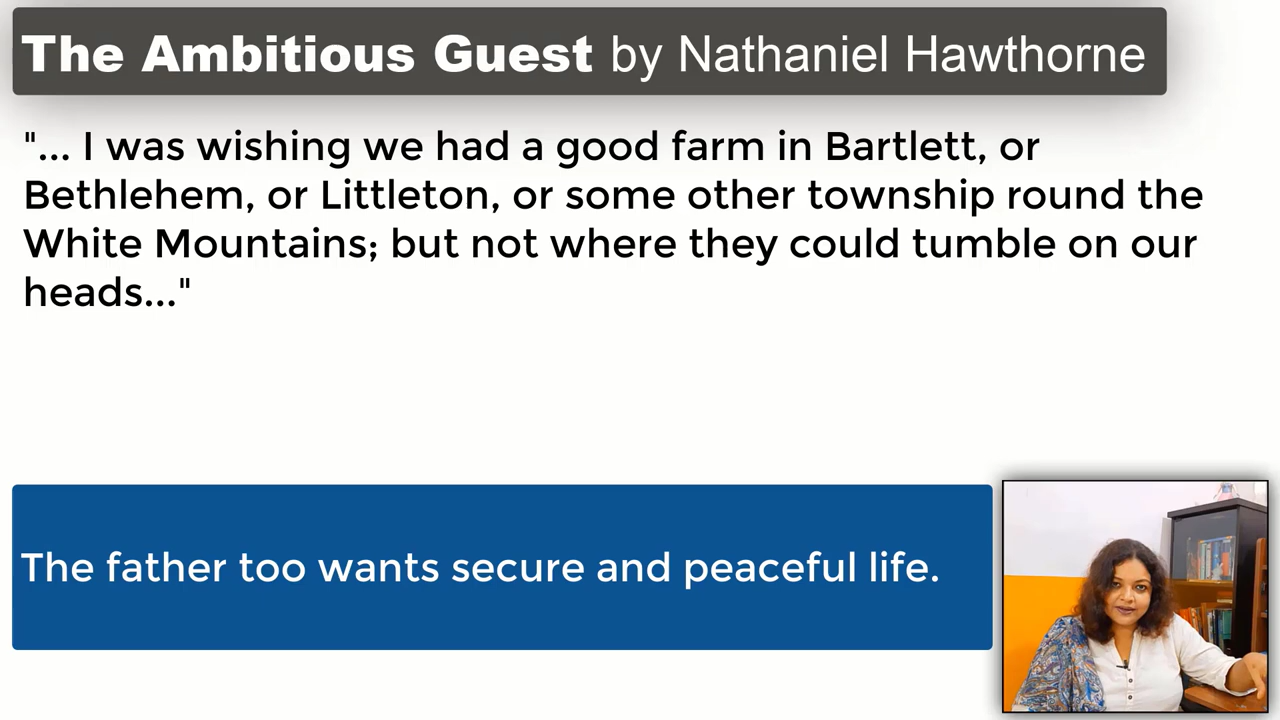 The Ambitious Guest by Nathaniel Hawthorne
"... I was wishing we had a good farm in Bartlett, or
Bethlehem, or Littleton, or some other township round the
White Mountains; but not where they could tumble on our
heads..."
The father too wants secure and peaceful life.